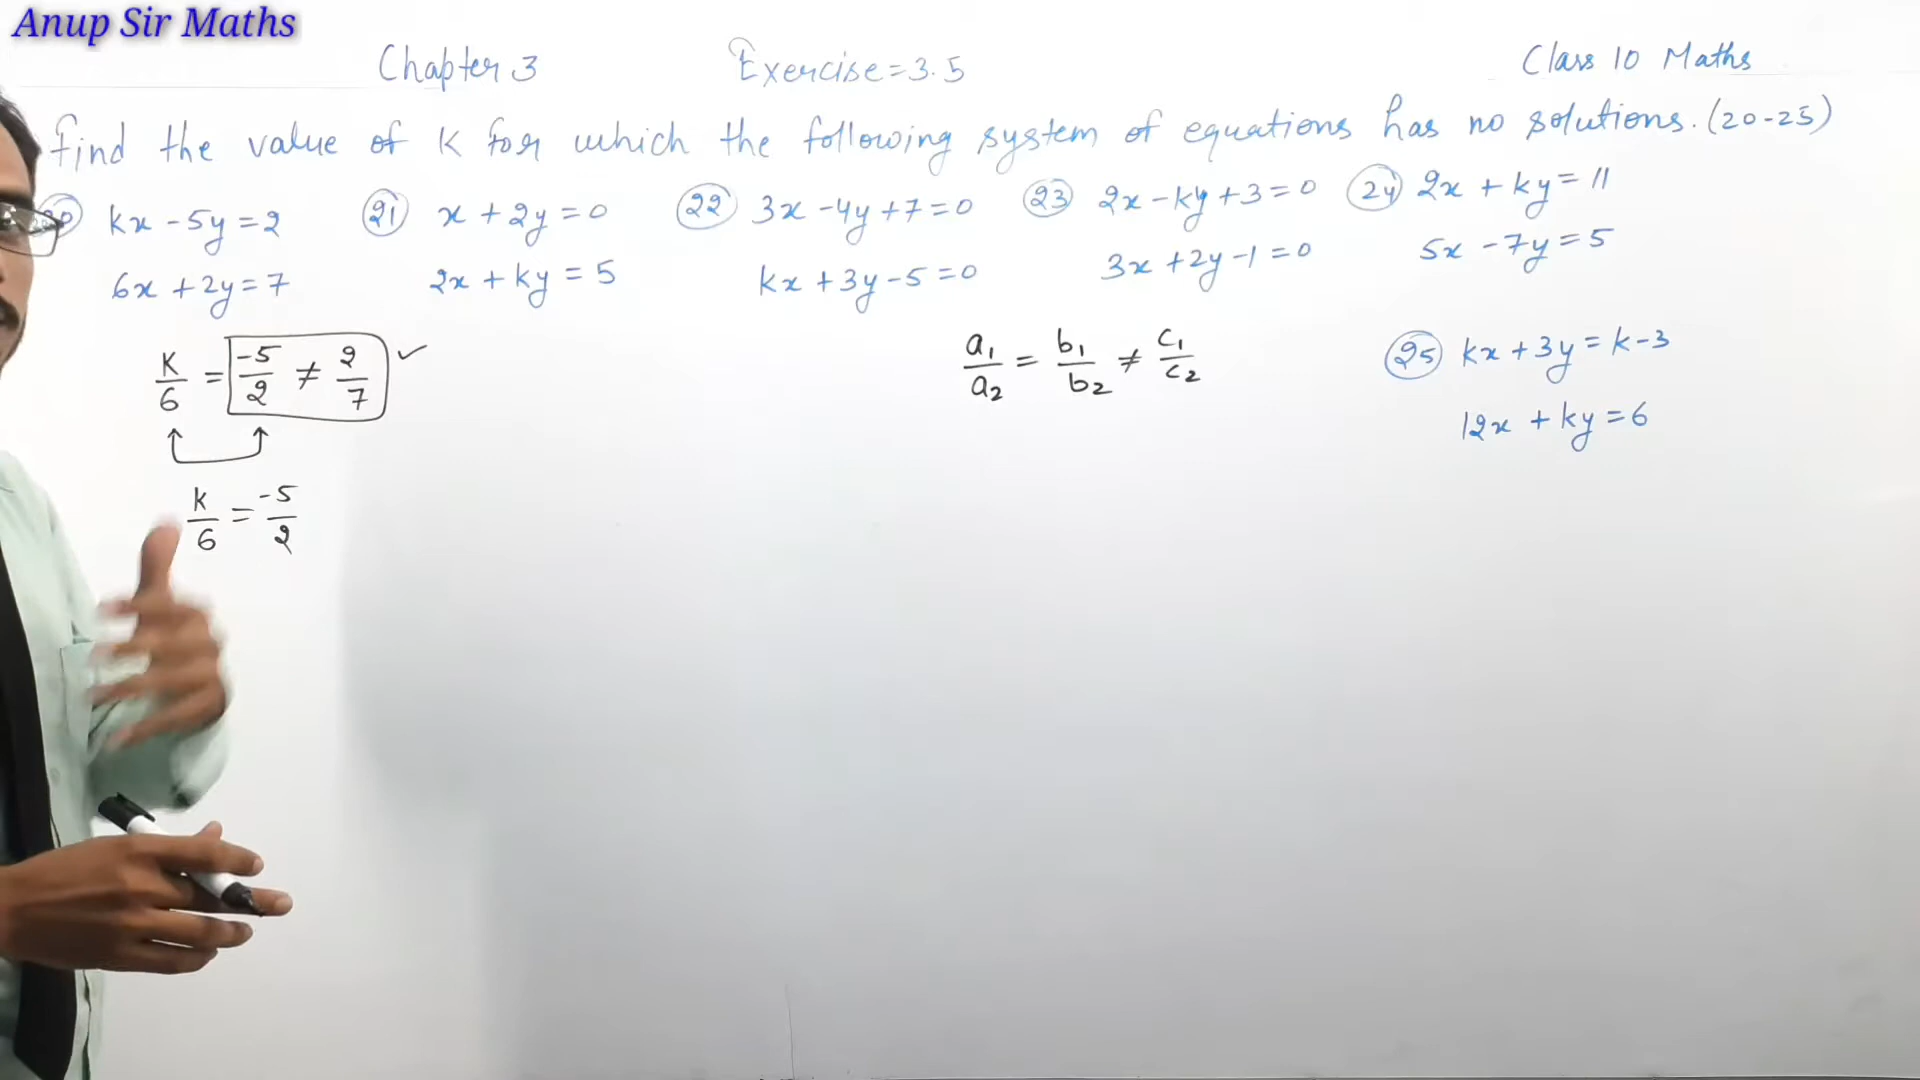 Anup Sir Maths
Chapter 3 Exercise=3.5 Class 10 Maths
Find the value of K for which the following system of equations has no solutions. (20-25)
20 kx - 5y = 2
6x + 2y = 7
21 x + 2y = 0
2x + ky = 5
22 3x - 4y + 7 = 0
kx + 3y - 5 = 0
23 2x - ky + 3 = 0
3x + 2y - 1 = 0
24 2x + ky = 11
5x - 7y = 5
K/6 = -5/2 ≠ 2/7 ✓
k/6 = -5/2
a₁/a₂ = b₁/b₂ ≠ c₁/c₂
25 kx + 3y = k - 3
12x + ky = 6